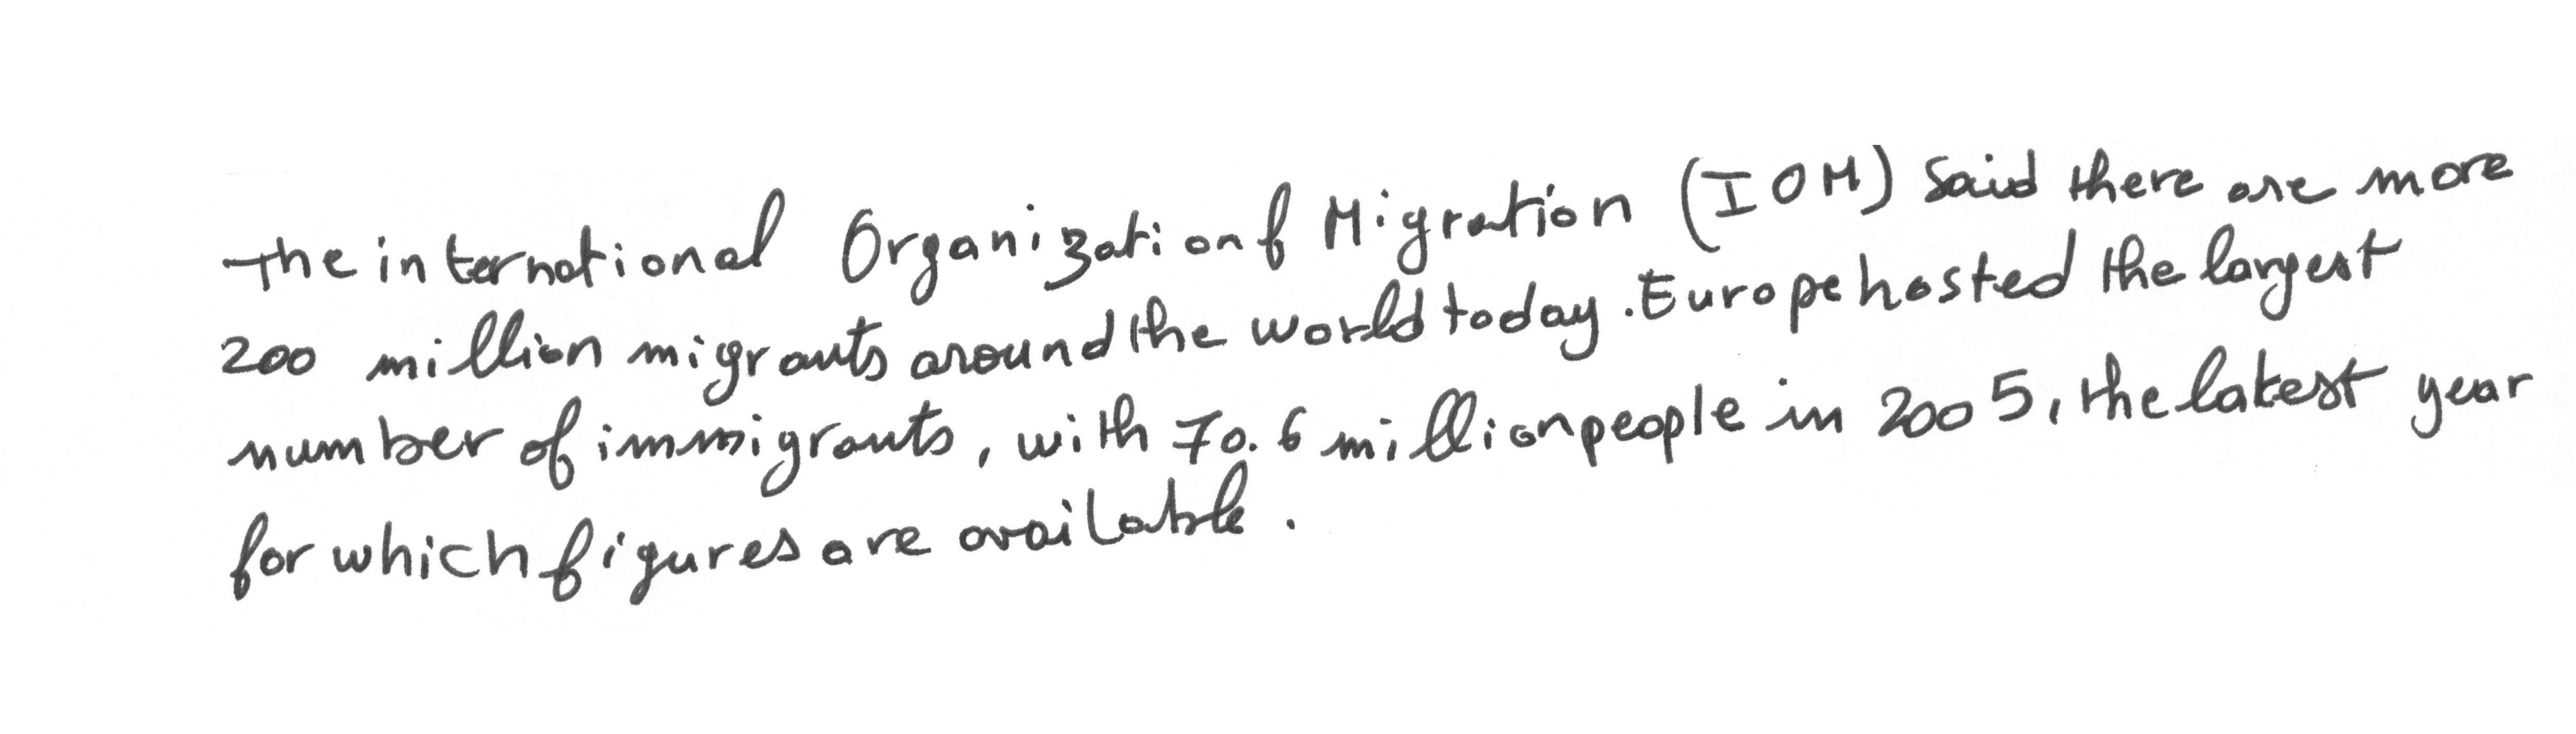 The international Organization of Migration (IOM) said there are more
200 million migrants around the world today. Europe hosted the largest
number of immigrants, with 70.6 million people in 2005, the latest year
for which figures are available.